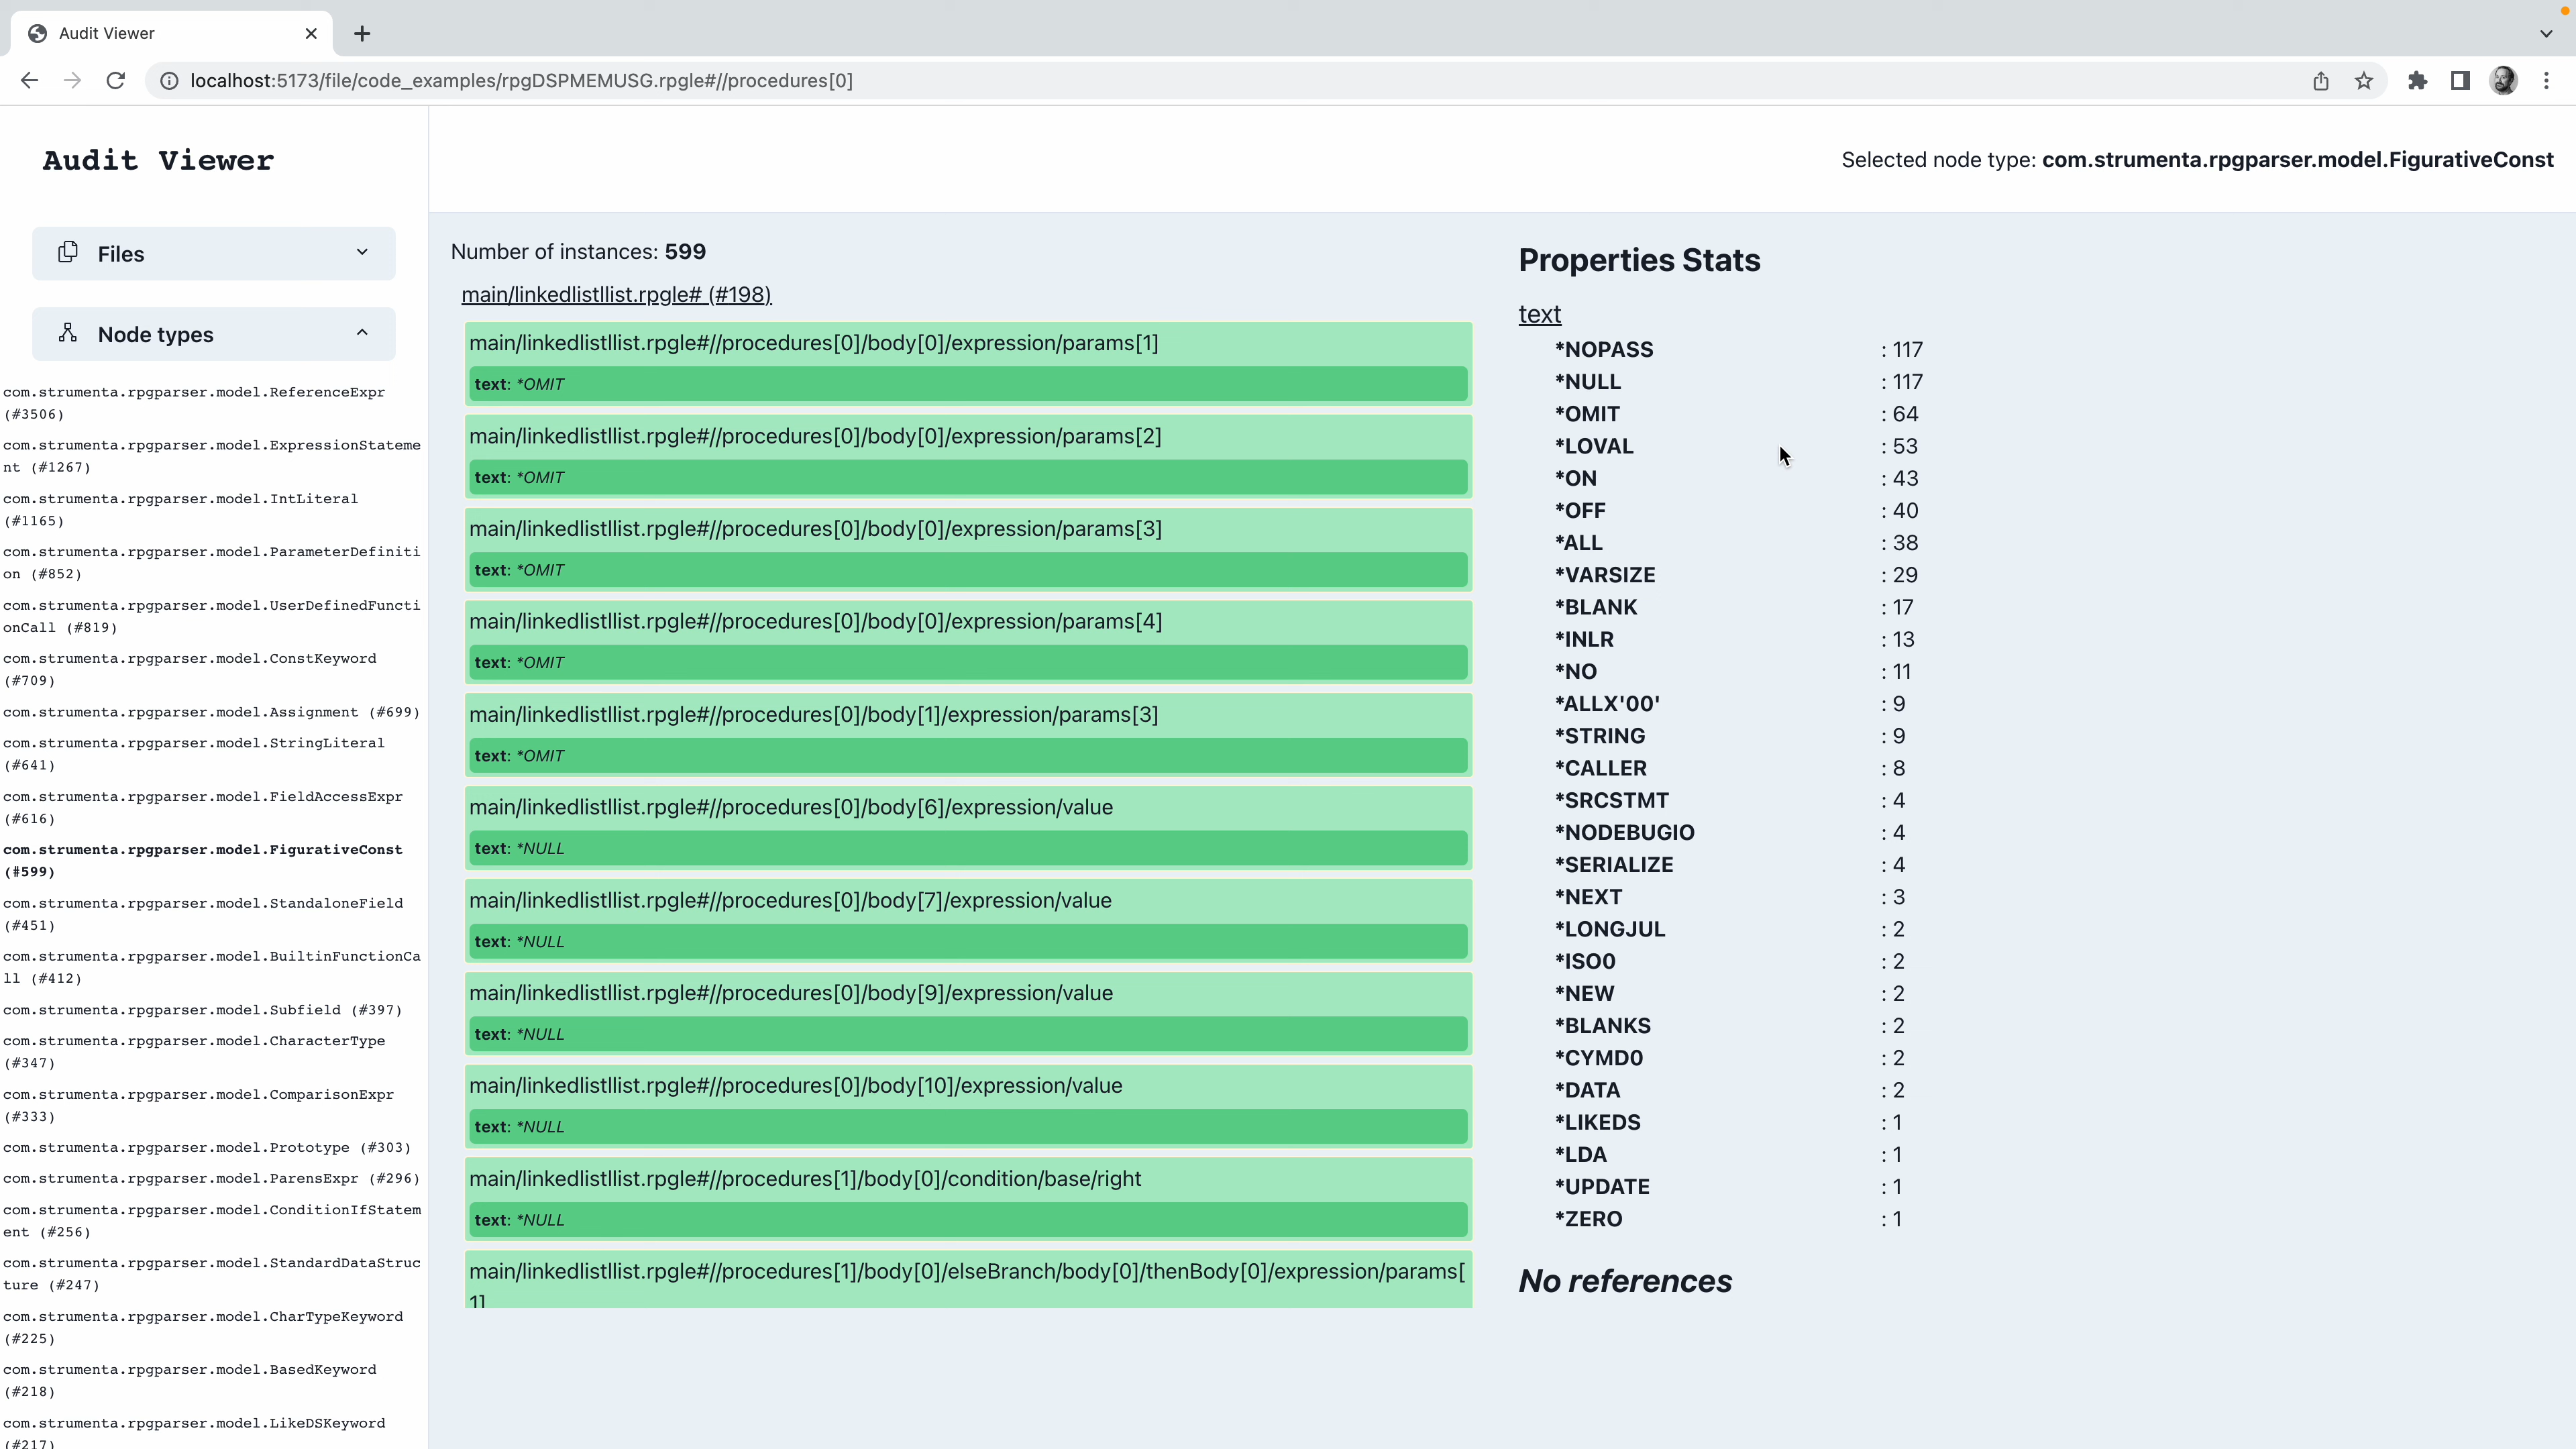 Audit Viewer
localhost:5173/file/code_examples/rpgDSPMEMUSG.rpgle#//procedures[0]
Audit Viewer
Files
Node types
com.strumenta.rpgparser.model.ReferenceExpr
(#3506)
com.strumenta.rpgparser.model.ExpressionStateme
nt (#1267)
com.strumenta.rpgparser.model.IntLiteral
(#1165)
com.strumenta.rpgparser.model.ParameterDefiniti
on (#852)
com.strumenta.rpgparser.model.UserDefinedFuncti
onCall (#819)
com.strumenta.rpgparser.model.ConstKeyword
(#709)
com.strumenta.rpgparser.model.Assignment (#699)
com.strumenta.rpgparser.model.StringLiteral
(#641)
com.strumenta.rpgparser.model.FieldAccessExpr
(#616)
com.strumenta.rpgparser.model.FigurativeConst
(#599)
com.strumenta.rpgparser.model.StandaloneField
(#451)
com.strumenta.rpgparser.model.BuiltinFunctionCa
ll (#412)
com.strumenta.rpgparser.model.Subfield (#397)
com.strumenta.rpgparser.model.CharacterType
(#347)
com.strumenta.rpgparser.model.ComparisonExpr
(#333)
com.strumenta.rpgparser.model.Prototype (#303)
com.strumenta.rpgparser.model.ParensExpr (#296)
com.strumenta.rpgparser.model.ConditionIfStatem
ent (#256)
com.strumenta.rpgparser.model.StandardDataStruc
ture (#247)
com.strumenta.rpgparser.model.CharTypeKeyword
(#225)
com.strumenta.rpgparser.model.BasedKeyword
(#218)
com.strumenta.rpgparser.model.LikeDSKeyword
(#217)
Selected node type: com.strumenta.rpgparser.model.FigurativeConst
Number of instances: 599
main/linkedlistllist.rpgle# (#198)
main/linkedlistllist.rpgle#//procedures[0]/body[0]/expression/params[1]
text: *OMIT
main/linkedlistllist.rpgle#//procedures[0]/body[0]/expression/params[2]
text: *OMIT
main/linkedlistllist.rpgle#//procedures[0]/body[0]/expression/params[3]
text: *OMIT
main/linkedlistllist.rpgle#//procedures[0]/body[0]/expression/params[4]
text: *OMIT
main/linkedlistllist.rpgle#//procedures[0]/body[1]/expression/params[3]
text: *OMIT
main/linkedlistllist.rpgle#//procedures[0]/body[6]/expression/value
text: *NULL
main/linkedlistllist.rpgle#//procedures[0]/body[7]/expression/value
text: *NULL
main/linkedlistllist.rpgle#//procedures[0]/body[9]/expression/value
text: *NULL
main/linkedlistllist.rpgle#//procedures[0]/body[10]/expression/value
text: *NULL
main/linkedlistllist.rpgle#//procedures[1]/body[0]/condition/base/right
text: *NULL
main/linkedlistllist.rpgle#//procedures[1]/body[0]/elseBranch/body[0]/thenBody[0]/expression/params[
1]
Properties Stats
text
*NOPASS : 117
*NULL : 117
*OMIT : 64
*LOVAL : 53
*ON : 43
*OFF : 40
*ALL : 38
*VARSIZE : 29
*BLANK : 17
*INLR : 13
*NO : 11
*ALLX'00' : 9
*STRING : 9
*CALLER : 8
*SRCSTMT : 4
*NODEBUGIO : 4
*SERIALIZE : 4
*NEXT : 3
*LONGJUL : 2
*ISO0 : 2
*NEW : 2
*BLANKS : 2
*CYMD0 : 2
*DATA : 2
*LIKEDS : 1
*LDA : 1
*UPDATE : 1
*ZERO : 1
No references